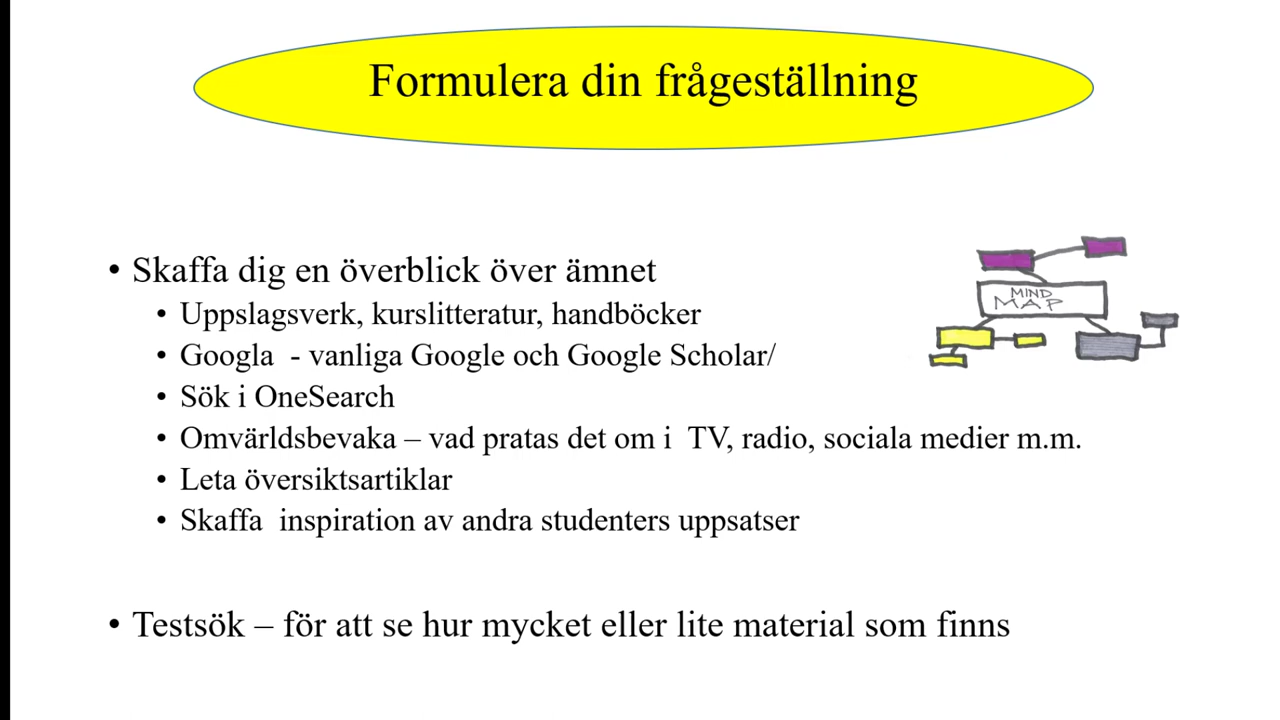 Formulera din frågeställning
• Skaffa dig en överblick över ämnet
• Uppslagsverk, kurslitteratur, handböcker
• Googla  - vanliga Google och Google Scholar/
• Sök i OneSearch
• Omvärldsbevaka – vad pratas det om i  TV, radio, sociala medier m.m.
• Leta översiktsartiklar
• Skaffa  inspiration av andra studenters uppsatser
• Testsök – för att se hur mycket eller lite material som finns
MIND
MAP